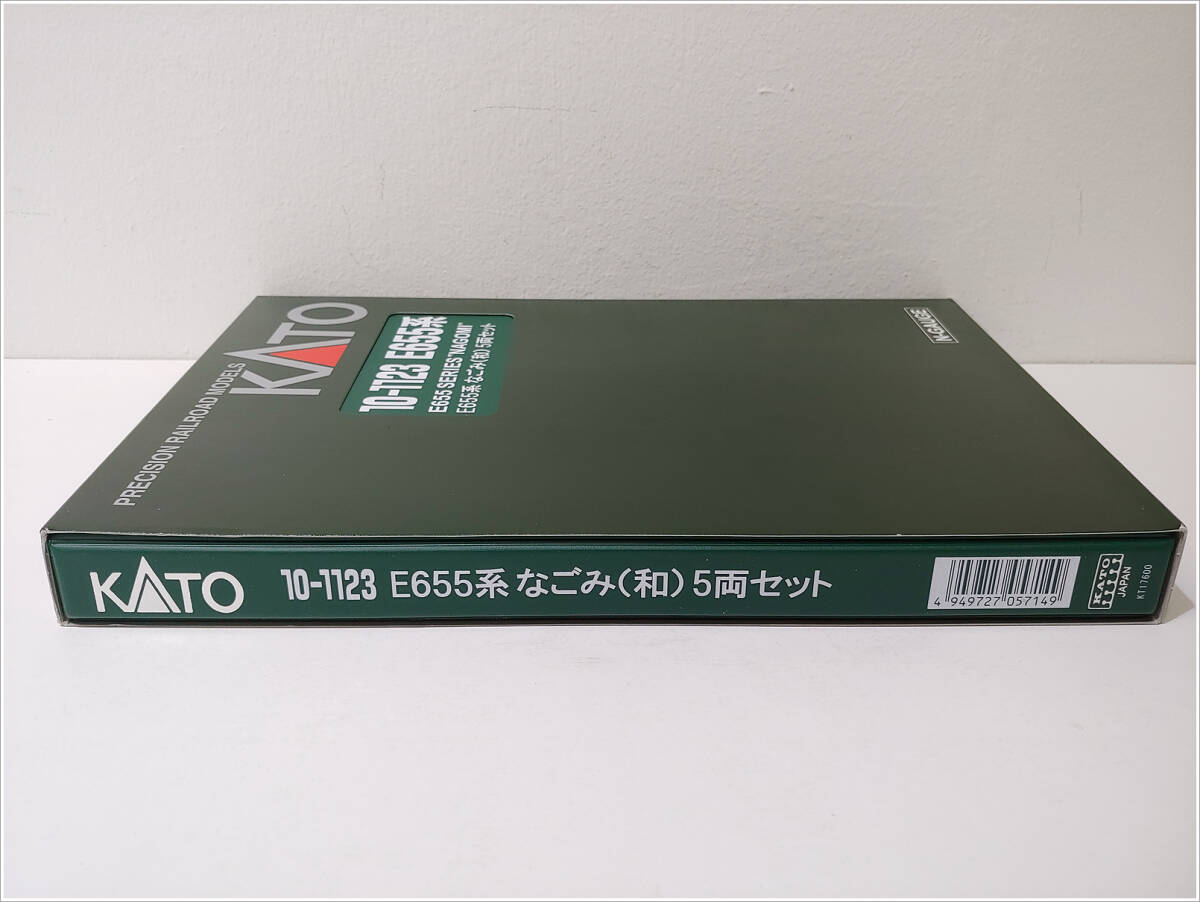 KATO
PRECISION RAILROAD MODELS
10-1123 E655系
E655 SERIES "NAGOMI"
E655系 なごみ(和) 5両セット
N-GAUGE
KATO 10-1123 E655系 なごみ(和) 5両セット
4 949727 057149
KATO
JAPAN
KT17600